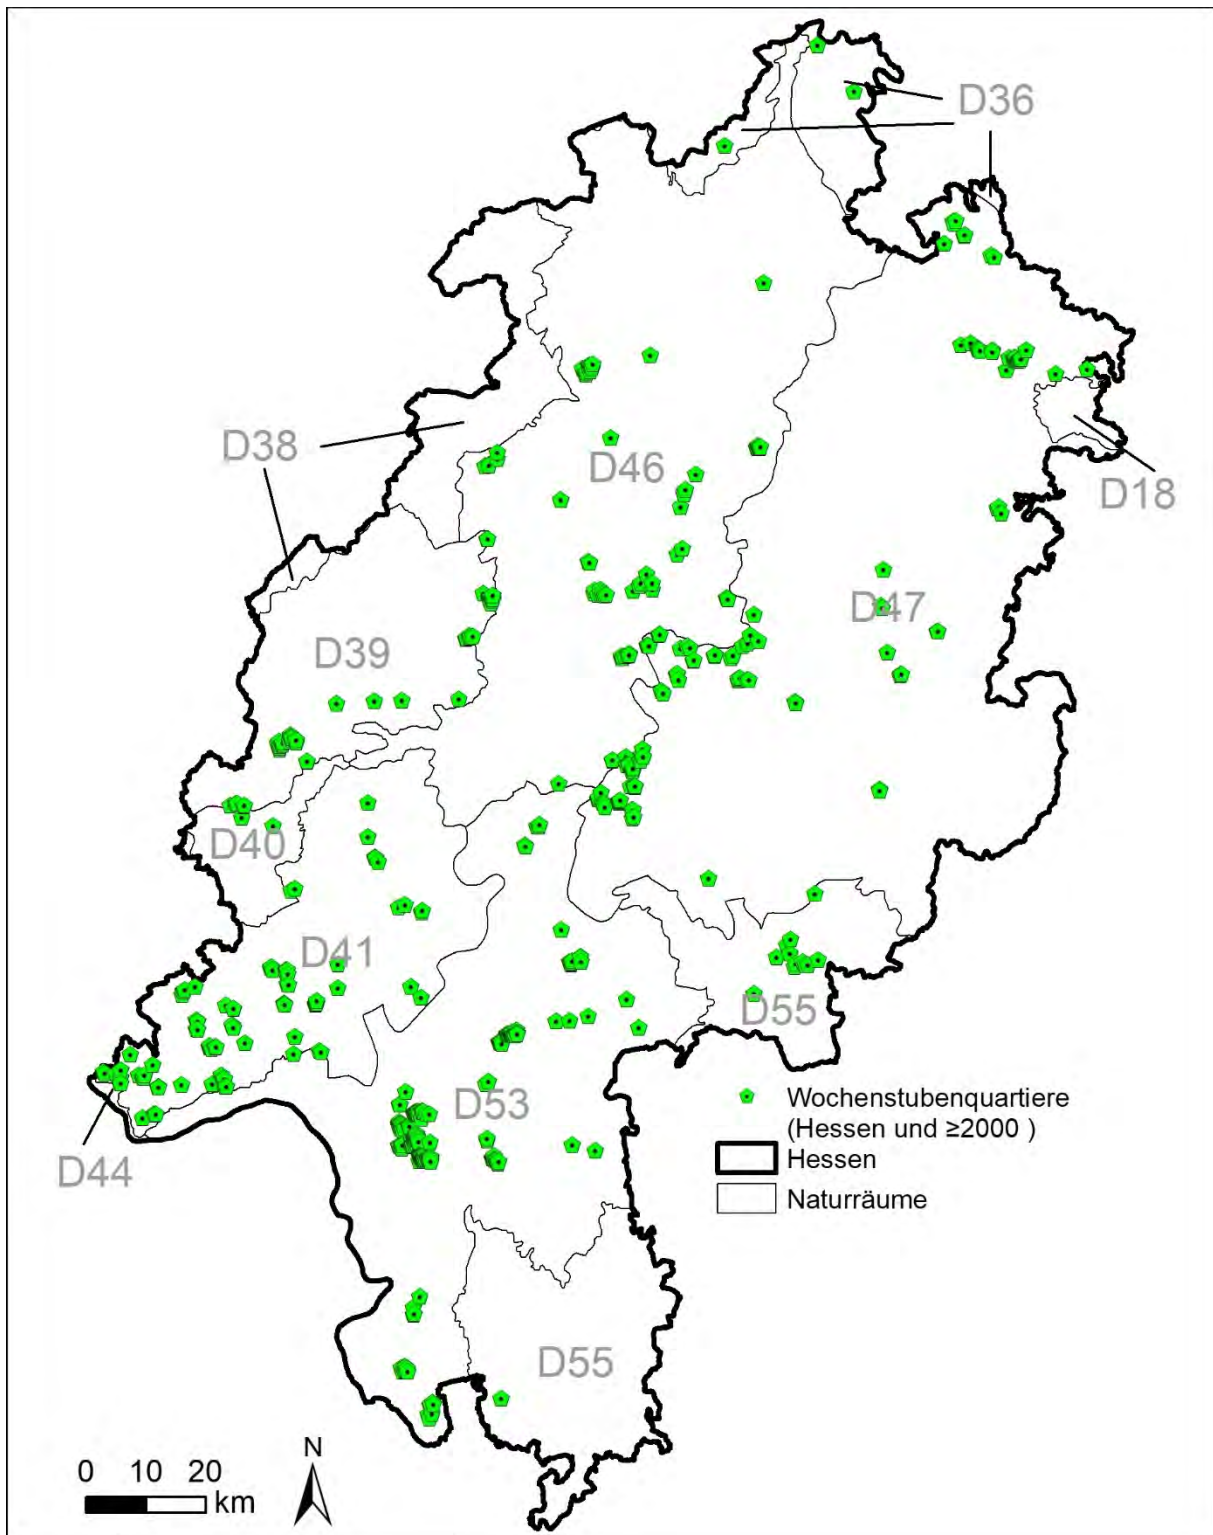 D36
D38
D46
D18
D47
D39
D40
D41
D55
D53
D44
Wochenstubenquartiere
(Hessen und ≥2000 )
Hessen
Naturräume
D55
N
0 10 20
km